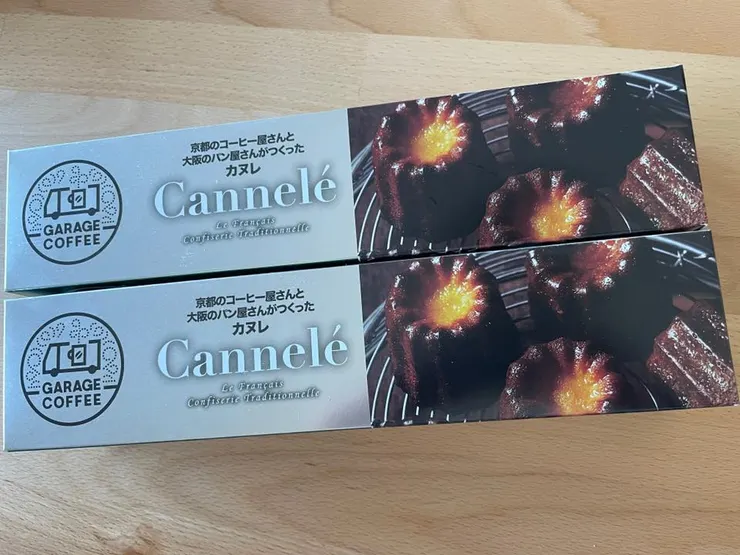 GARAGE
COFFEE
京都のコーヒー屋さんと
大阪のパン屋さんがつくった
カヌレ
Cannelé
Le Français
Confiserie Traditionnelle
GARAGE
COFFEE
京都のコーヒー屋さんと
大阪のパン屋さんがつくった
カヌレ
Cannelé
Le Français
Confiserie Traditionnelle